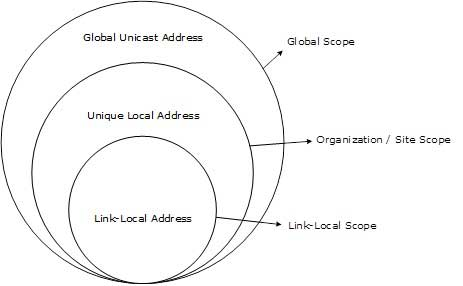 Global Unicast Address
Global Scope
Unique Local Address
Organization / Site Scope
Link-Local Address
Link-Local Scope